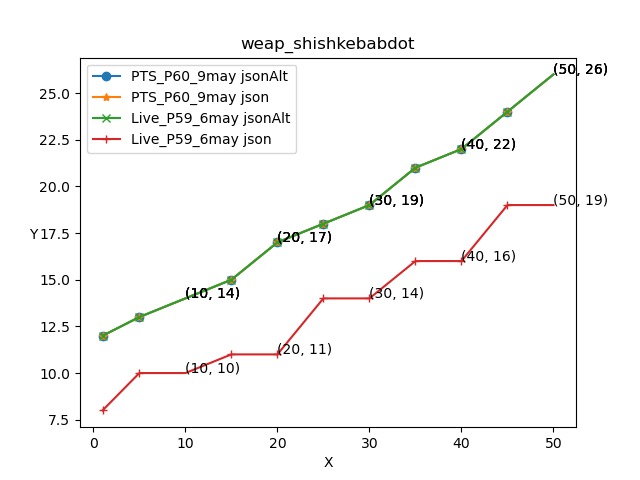 weap_shishkebabdot
PTS_P60_9may jsonAlt
PTS_P60_9may json
Live_P59_6may jsonAlt
Live_P59_6may json
(50, 26)
(40, 22)
(30, 19)
(20, 17)
(10, 14)
(50, 19)
(40, 16)
(30, 14)
(20, 11)
(10, 10)
25.0
22.5
20.0
Y 17.5
15.0
12.5
10.0
7.5
0 10 20 30 40 50
X